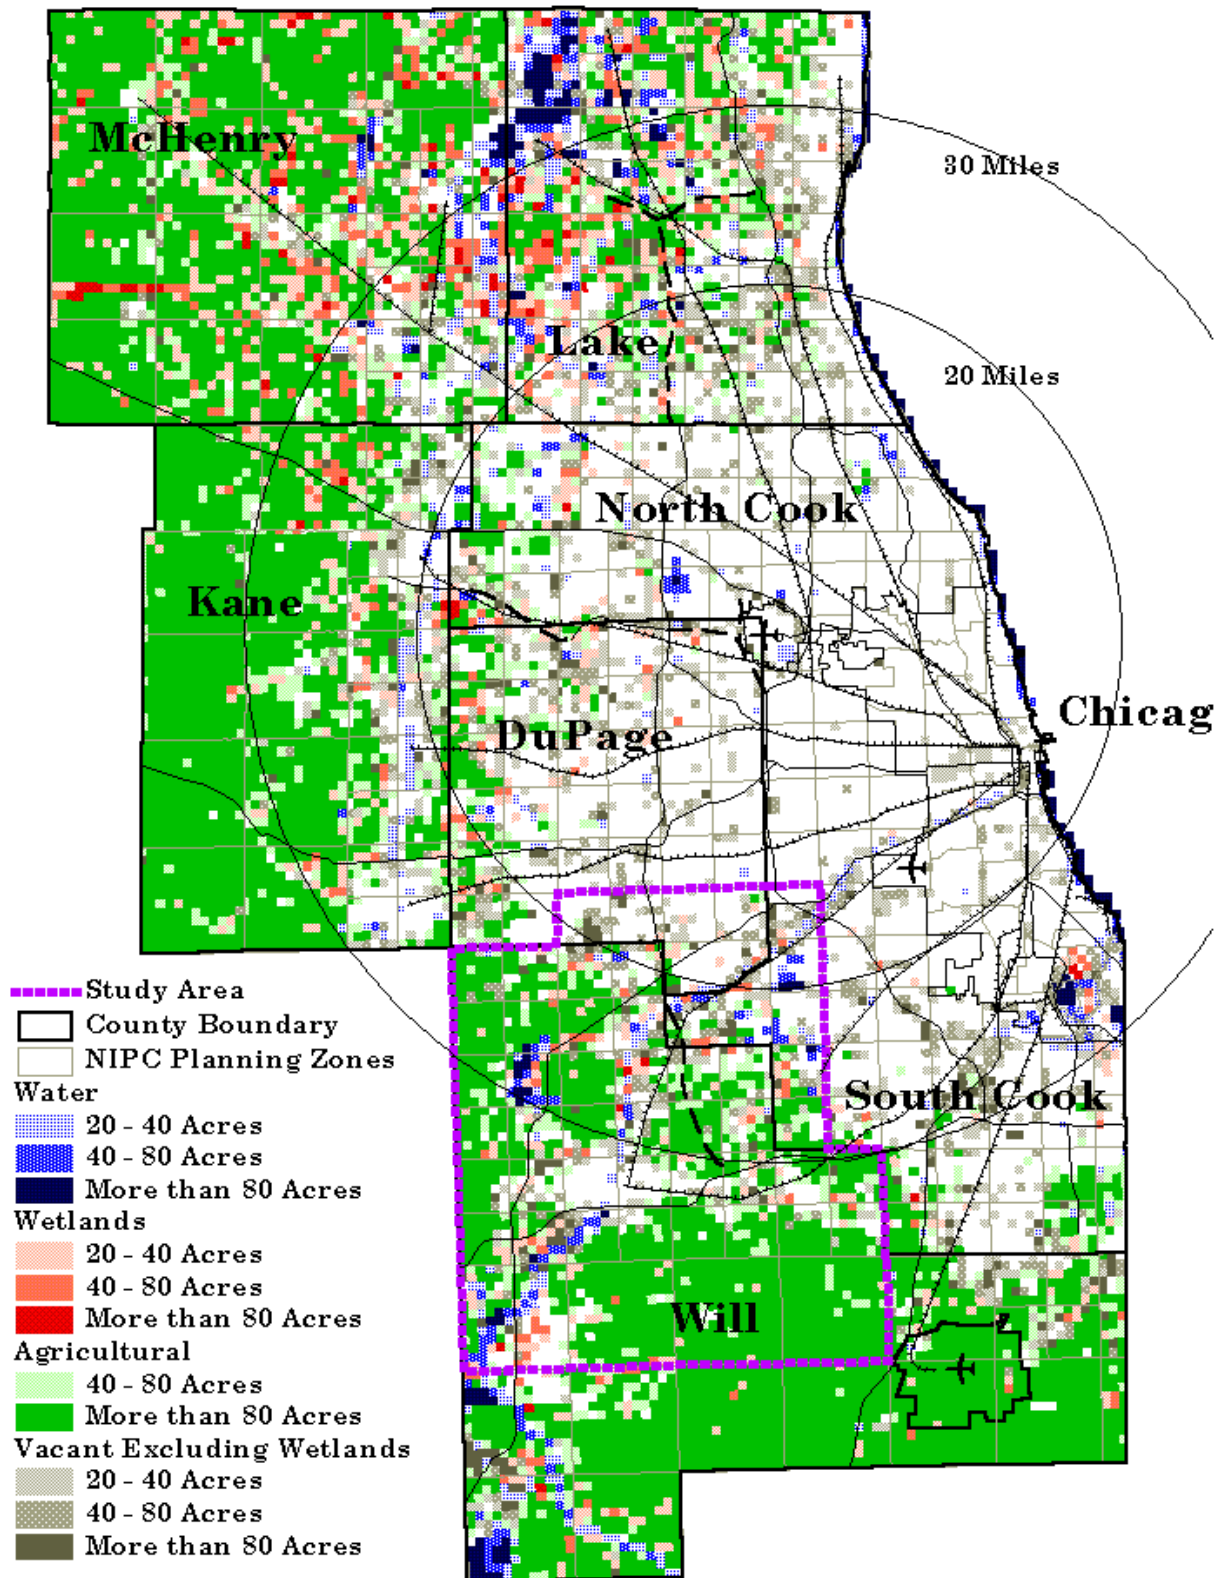 McHenry
30 Miles
Lake
20 Miles
North Cook
Kane
Chicag
DuPage
Study Area
County Boundary
NIPC Planning Zones
South Cook
Water
20 - 40 Acres
40 - 80 Acres
More than 80 Acres
Wetlands
20 - 40 Acres
40 - 80 Acres
More than 80 Acres
Will
Agricultural
40 - 80 Acres
More than 80 Acres
Vacant Excluding Wetlands
20 - 40 Acres
40 - 80 Acres
More than 80 Acres